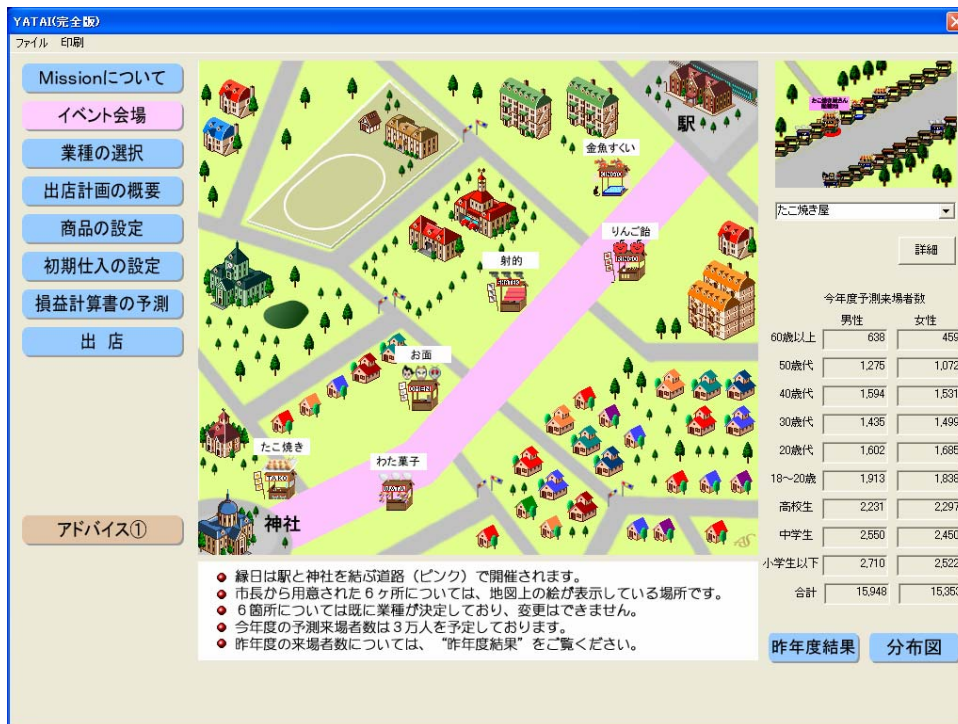 YATAI(完全版)
ファイル 印刷
Missionについて
イベント会場
業種の選択
出店計画の概要
商品の設定
初期仕入の設定
損益計算書の予測
出 店
アドバイス①
駅
金魚すくい
KINGYO
りんご飴
RINGO
射的
SHATEKI
お面
OMEN
たこ焼き
TAKO
わた菓子
WATA
神社
縁日は駅と神社を結ぶ道路（ピンク）で開催されます。
市長から用意された６ヶ所については、地図上の絵が表示している場所です。
６箇所については既に業種が決定しており、変更はできません。
今年度の予測来場者数は３万人を予定しております。
昨年度の来場者数については、“昨年度結果”をご覧ください。
たこ焼き屋
詳細
今年度予測来場者数
男性 女性
60歳以上 638 459
50歳代 1,275 1,072
40歳代 1,594 1,531
30歳代 1,435 1,499
20歳代 1,602 1,685
18～20歳 1,913 1,838
高校生 2,231 2,297
中学生 2,550 2,450
小学生以下 2,710 2,522
合計 15,948 15,353
昨年度結果 分布図